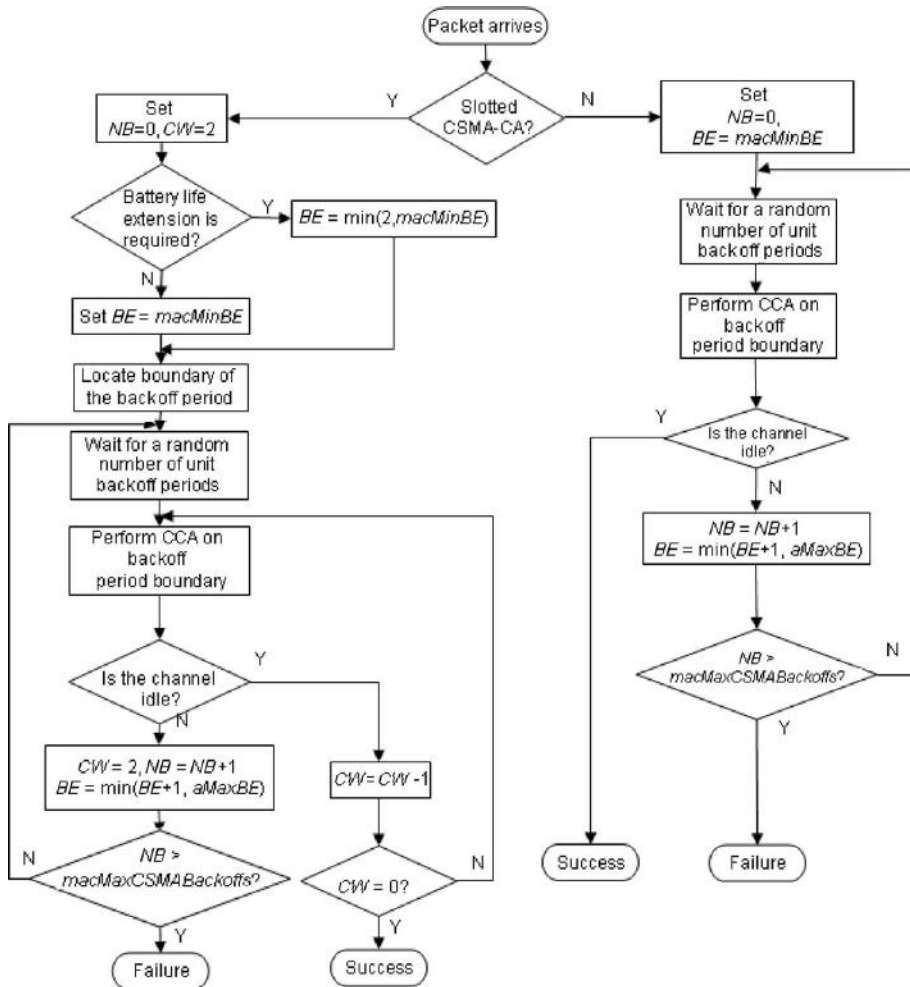 Packet arrives
Slotted
CSMA-CA?
Y
N
Set
NB=0, CW=2
Battery life
extension is
required?
Y
BE = min(2,macMinBE)
N
Set BE = macMinBE
Locate boundary of
the backoff period
Wait for a random
number of unit
backoff periods
Perform CCA on
backoff
period boundary
Is the channel
idle?
Y
N
CW = 2, NB = NB+1
BE = min(BE+1, aMaxBE)
NB >
macMaxCSMABackoffs?
N
Y
Failure
CW = CW -1
CW = 0?
N
Y
Success
Set
NB=0,
BE = macMinBE
Wait for a random
number of unit
backoff periods
Perform CCA on
backoff
period boundary
Is the channel
idle?
Y
N
NB = NB+1
BE = min(BE+1, aMaxBE)
NB >
macMaxCSMABackoffs?
N
Y
Success
Failure